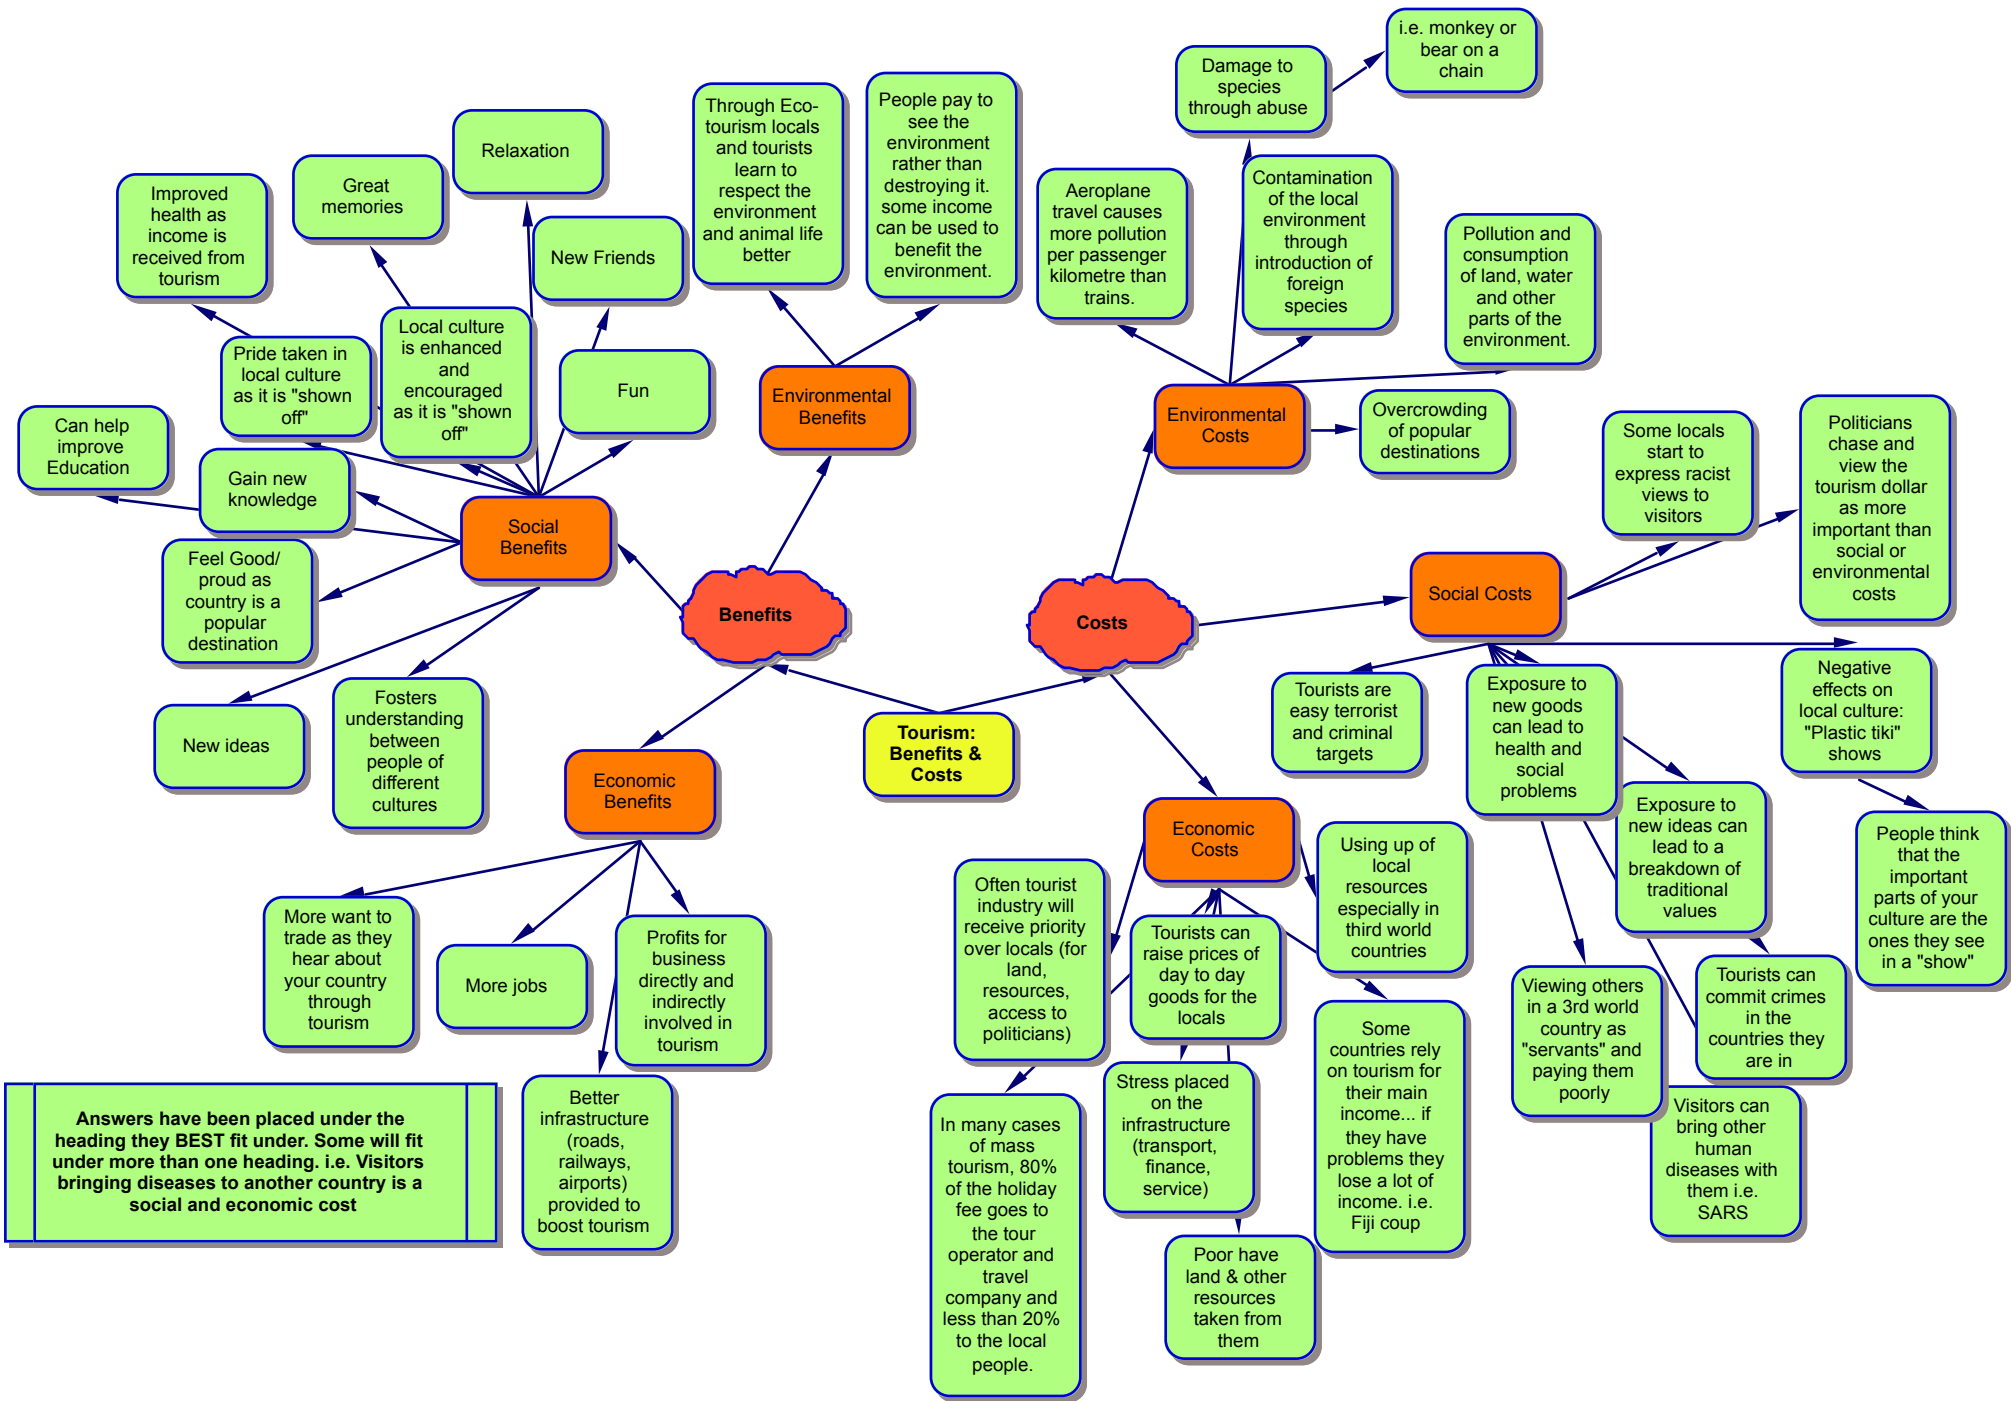 i.e. monkey or
bear on a
chain
Damage to
species
through abuse
Through Eco-
tourism locals
and tourists
learn to
respect the
environment
and animal life
better
People pay to
see the
environment
rather than
destroying it.
some income
can be used to
benefit the
environment.
Relaxation
Great
memories
Improved
health as
income is
received from
tourism
New Friends
Aeroplane
travel causes
more pollution
per passenger
kilometre than
trains.
Contamination
of the local
environment
through
introduction of
foreign
species
Pollution and
consumption
of land, water
and other
parts of the
environment.
Pride taken in
local culture
as it is "shown
off"
Local culture
is enhanced
and
encouraged
as it is "shown
off"
Fun
Environmental
Benefits
Environmental
Costs
Overcrowding
of popular
destinations
Some locals
start to
express racist
views to
visitors
Politicians
chase and
view the
tourism dollar
as more
important than
social or
environmental
costs
Can help
improve
Education
Gain new
knowledge
Social
Benefits
Feel Good/
proud as
country is a
popular
destination
Benefits
Costs
Social Costs
New ideas
Fosters
understanding
between
people of
different
cultures
Tourism:
Benefits &
Costs
Economic
Benefits
Economic
Costs
Tourists are
easy terrorist
and criminal
targets
Exposure to
new goods
can lead to
health and
social
problems
Negative
effects on
local culture:
"Plastic tiki"
shows
Exposure to
new ideas can
lead to a
breakdown of
traditional
values
People think
that the
important
parts of your
culture are the
ones they see
in a "show"
Using up of
local
resources
especially in
third world
countries
Often tourist
industry will
receive priority
over locals (for
land,
resources,
access to
politicians)
Tourists can
raise prices of
day to day
goods for the
locals
More want to
trade as they
hear about
your country
through
tourism
More jobs
Profits for
business
directly and
indirectly
involved in
tourism
Viewing others
in a 3rd world
country as
"servants" and
paying them
poorly
Tourists can
commit crimes
in the
countries they
are in
Some
countries rely
on tourism for
their main
income... if
they have
problems they
lose a lot of
income. i.e.
Fiji coup
Stress placed
on the
infrastructure
(transport,
finance,
service)
Better
infrastructure
(roads,
railways,
airports)
provided to
boost tourism
Visitors can
bring other
human
diseases with
them i.e.
SARS
In many cases
of mass
tourism, 80%
of the holiday
fee goes to
the tour
operator and
travel
company and
less than 20%
to the local
people.
Poor have
land & other
resources
taken from
them
Answers have been placed under the
heading they BEST fit under. Some will fit
under more than one heading. i.e. Visitors
bringing diseases to another country is a
social and economic cost